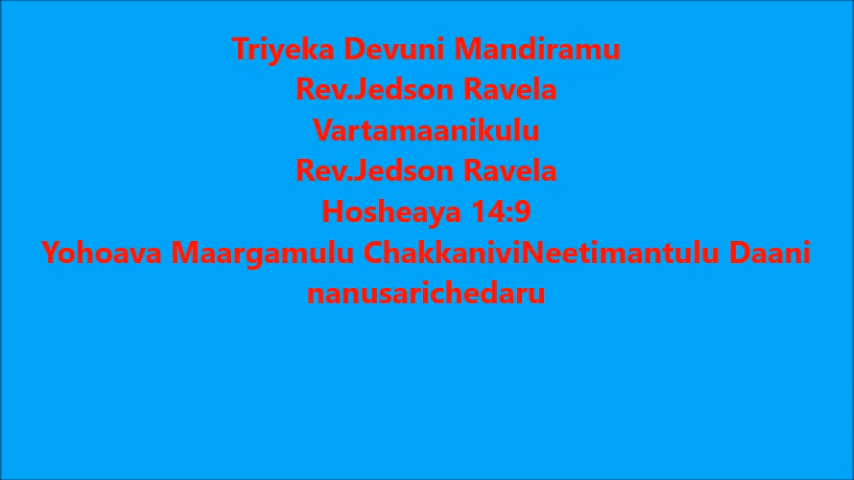 Triyeka Devuni Mandiramu
Rev.Jedson Ravela
Vartamaanikulu
Rev.Jedson Ravela
Hosheaya 14:9
Yohoava Maargamulu ChakkaniviNeetimantulu Daani
nanusarichedaru